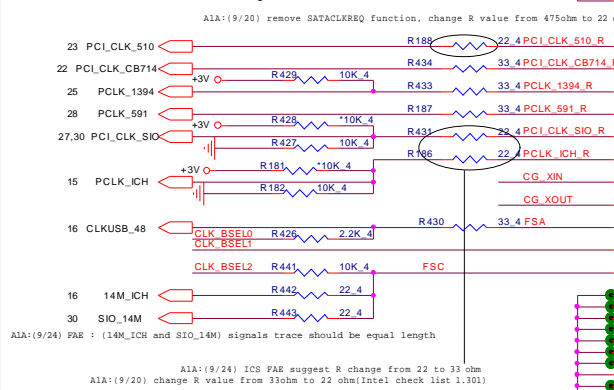 A1A:(9/20) remove SATACLKREQ function, change R value from 475ohm to 22
23 PCI_CLK_510 R188 22_4 PCI_CLK_510_R
22 PCI_CLK_CB714 R434 33_4 PCI_CLK_CB714_R
+3V R429 10K_4
25 PCLK_1394 R433 33_4 PCLK_1394_R
28 PCLK_591 R187 33_4 PCLK_591_R
+3V R428 *10K_4
27,30 PCI_CLK_SIO R431 22_4 PCI_CLK_SIO_R
R427 10K_4
R186 22_4 PCLK_ICH_R
+3V R181 *10K_4
15 PCLK_ICH
CG_XIN
R182 10K_4
CG_XOUT
16 CLKUSB_48 R430 33_4 FSA
CLK_BSEL0 R426 2.2K_4
CLK_BSEL1
CLK_BSEL2 R441 10K_4 FSC
16 14M_ICH R442 22_4
30 SIO_14M R443 22_4
A1A:(9/24) FAE : (14M_ICH and SIO_14M) signals trace should be equal length
A1A:(9/24) ICS FAE suggest R change from 22 to 33 ohm
A1A:(9/20) change R value from 33ohm to 22 ohm(Intel check list 1.301)